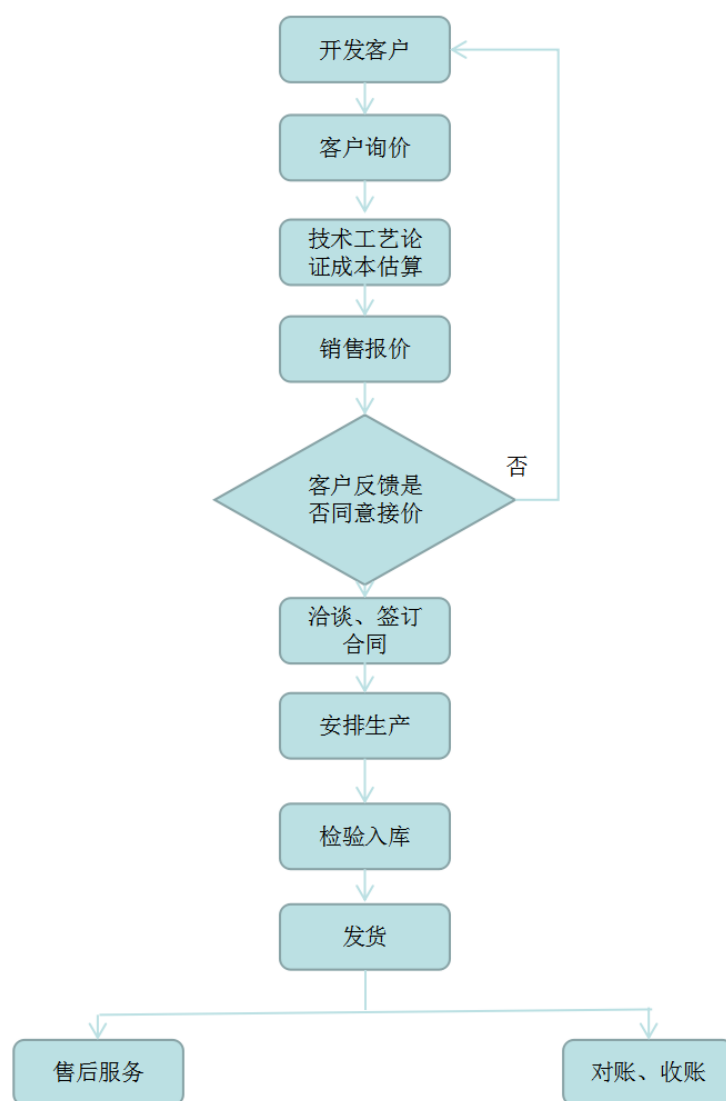 开发客户
客户询价
技术工艺论
证成本估算
销售报价
客户反馈是
否同意接价
否
洽谈、签订
合同
安排生产
检验入库
发货
售后服务
对账、收账